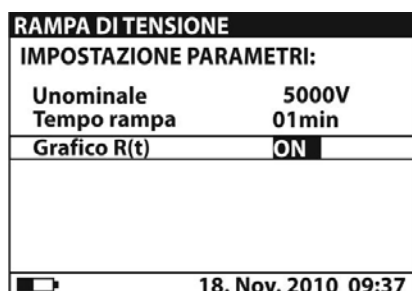 RAMPA DI TENSIONE
IMPOSTAZIONE PARAMETRI:
Unominale 5000V
Tempo rampa 01min
Grafico R(t) ON
18. Nov. 2010 09:37